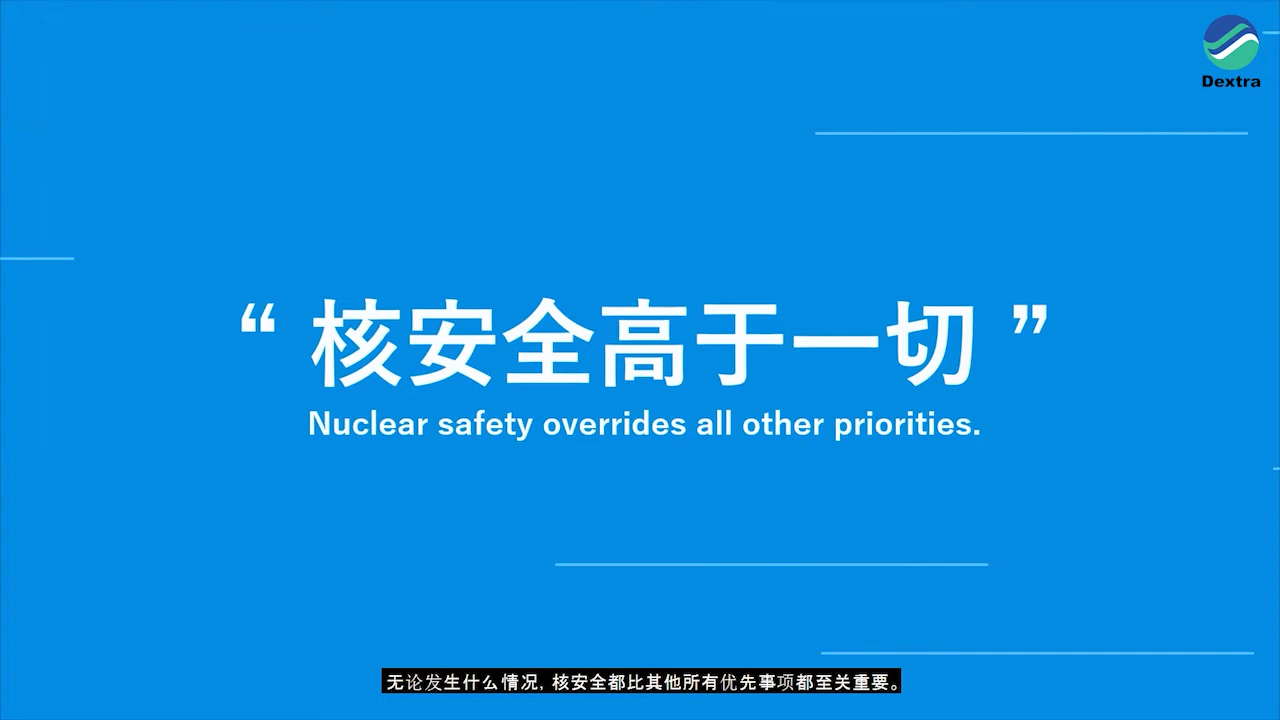 Dextra
“ 核安全高于一切 ”
Nuclear safety overrides all other priorities.
无论发生什么情况, 核安全都比其他所有优先事项都至关重要。